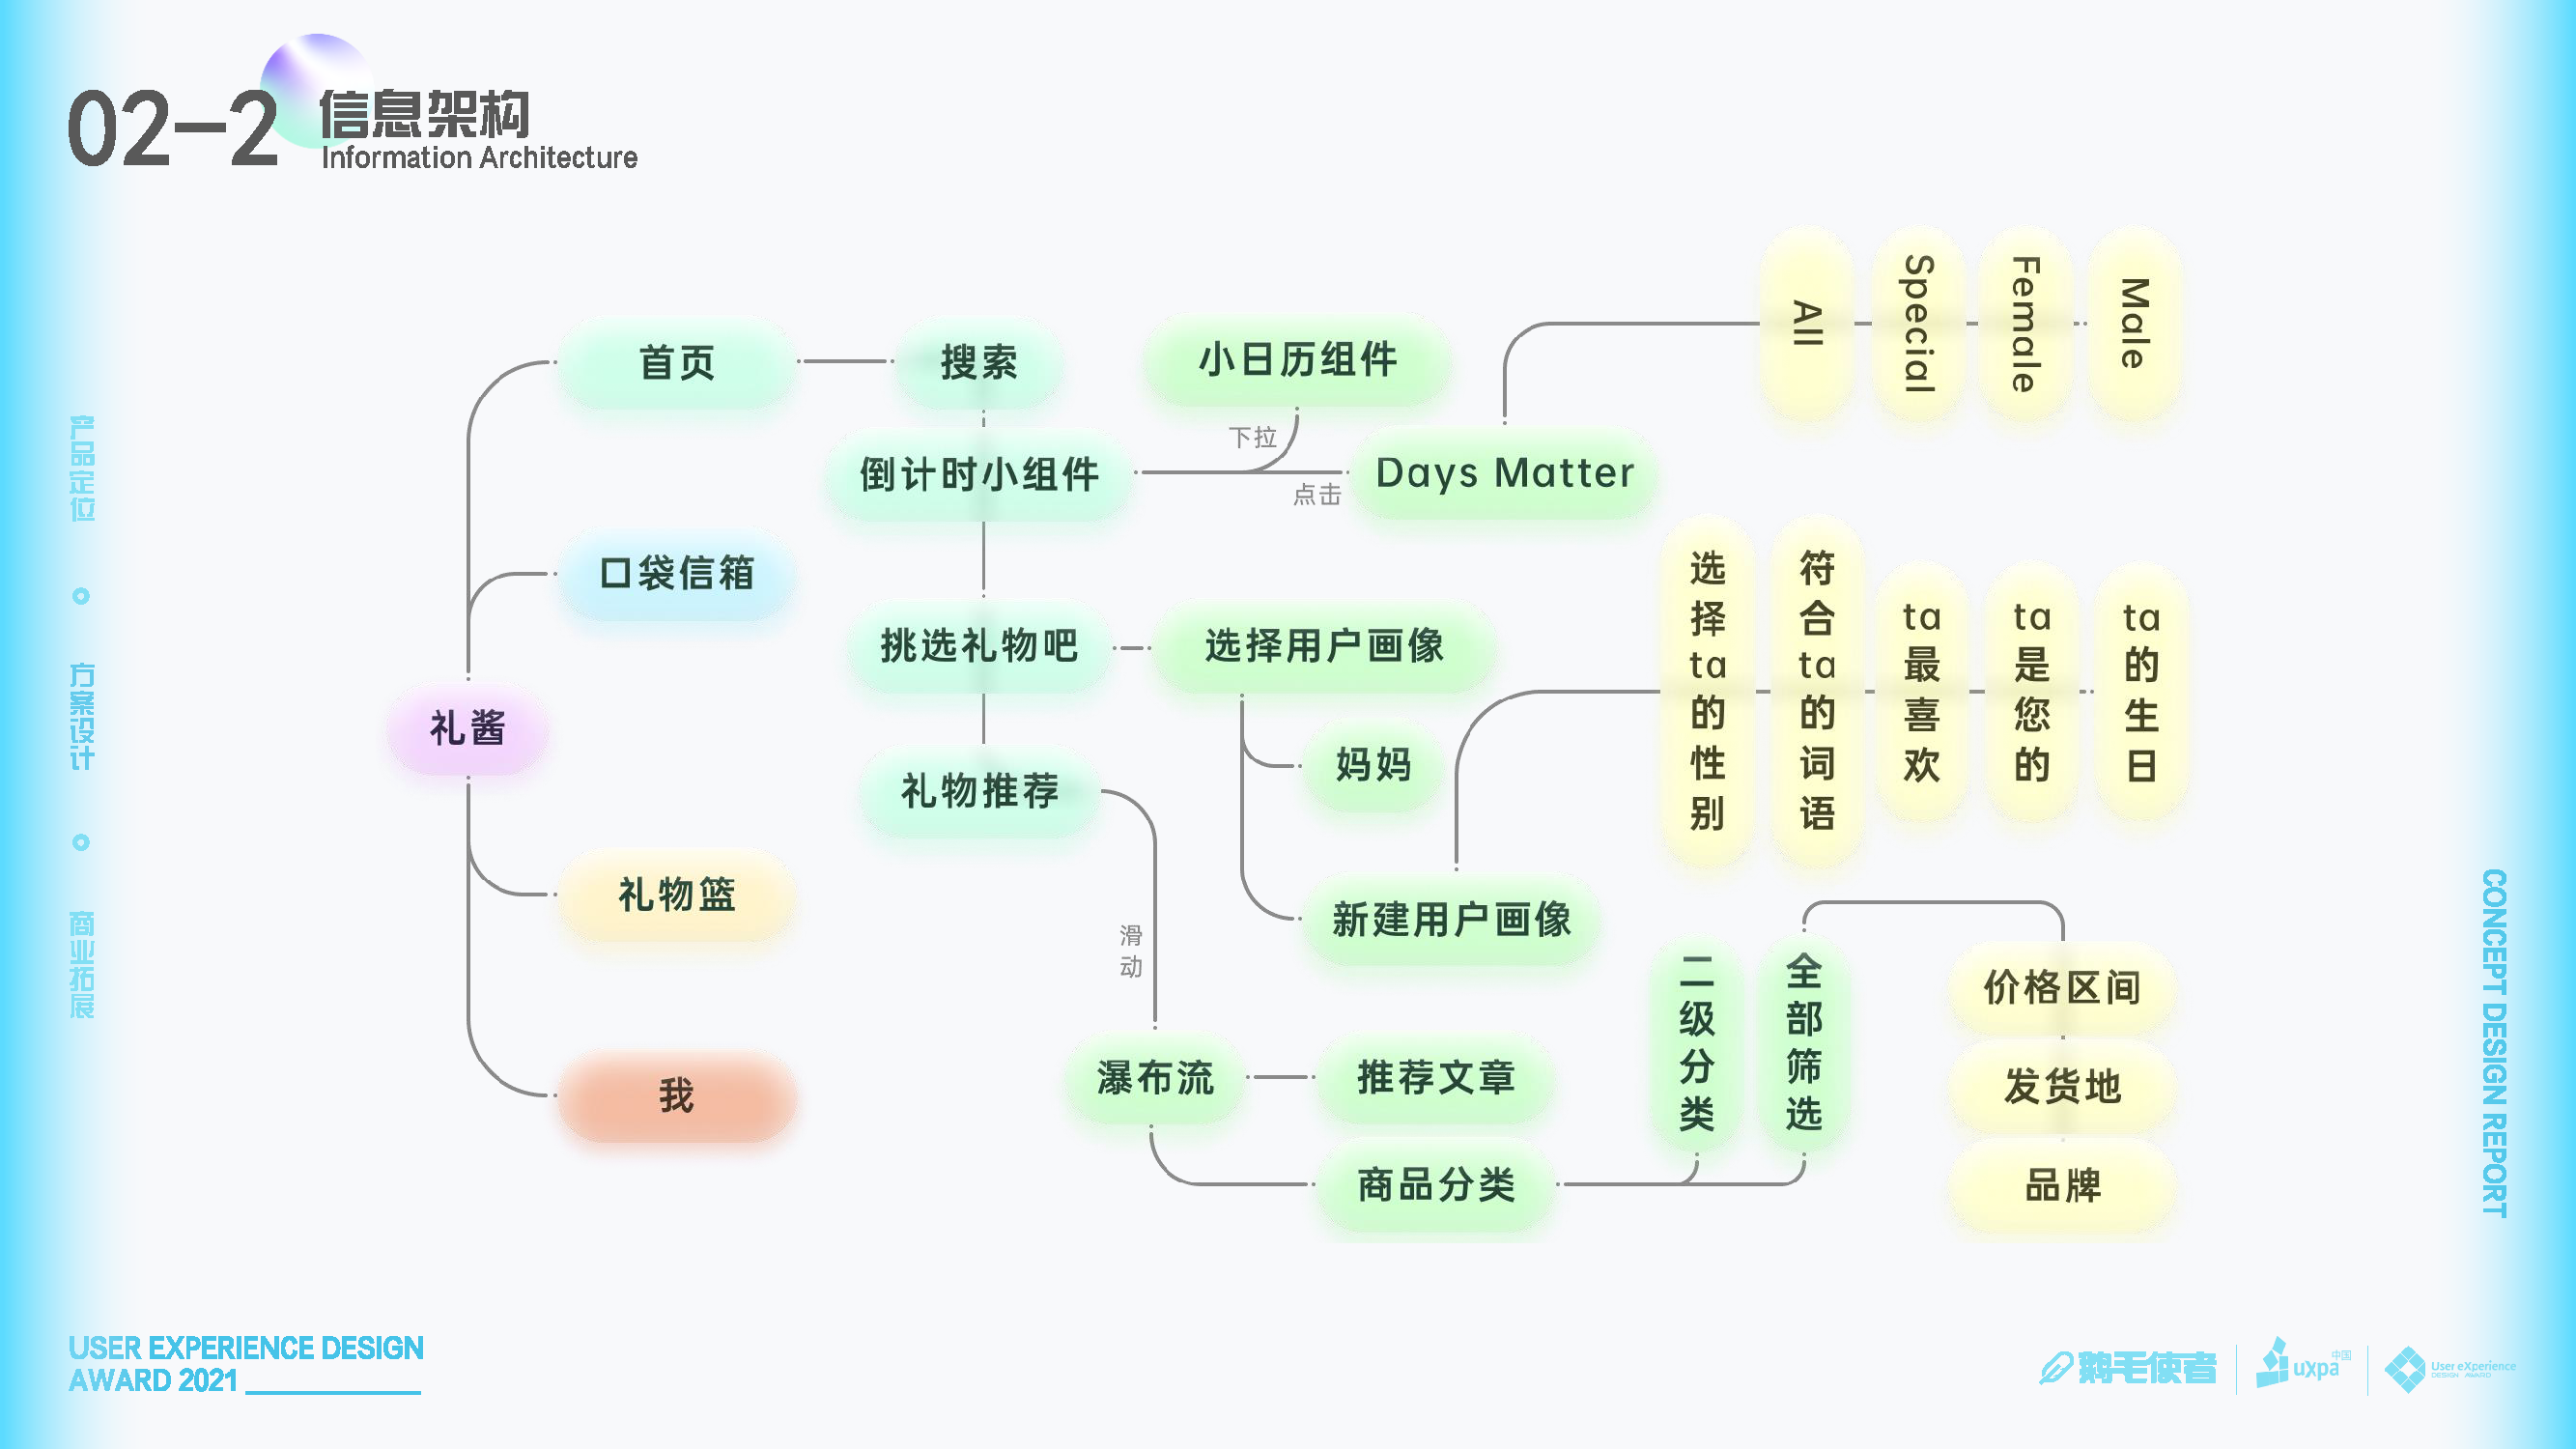 02-2
信息架构
Information Architecture
产品定位
方案设计
商业拓展
礼酱
首页
口袋信箱
礼物篮
我
搜索
倒计时小组件
挑选礼物吧
礼物推荐
小日历组件
下拉
点击
Days Matter
All
Special
Female
Male
选择用户画像
妈妈
新建用户画像
选择ta的性别
符合ta的词语
ta最喜欢
ta是您的
ta的生日
滑动
瀑布流
推荐文章
商品分类
二级分类
全部筛选
价格区间
发货地
品牌
CONCEPT DESIGN REPORT
USER EXPERIENCE DESIGN
AWARD 2021
鹅毛使者
uxpa中国
User eXperience
DESIGN AWARD